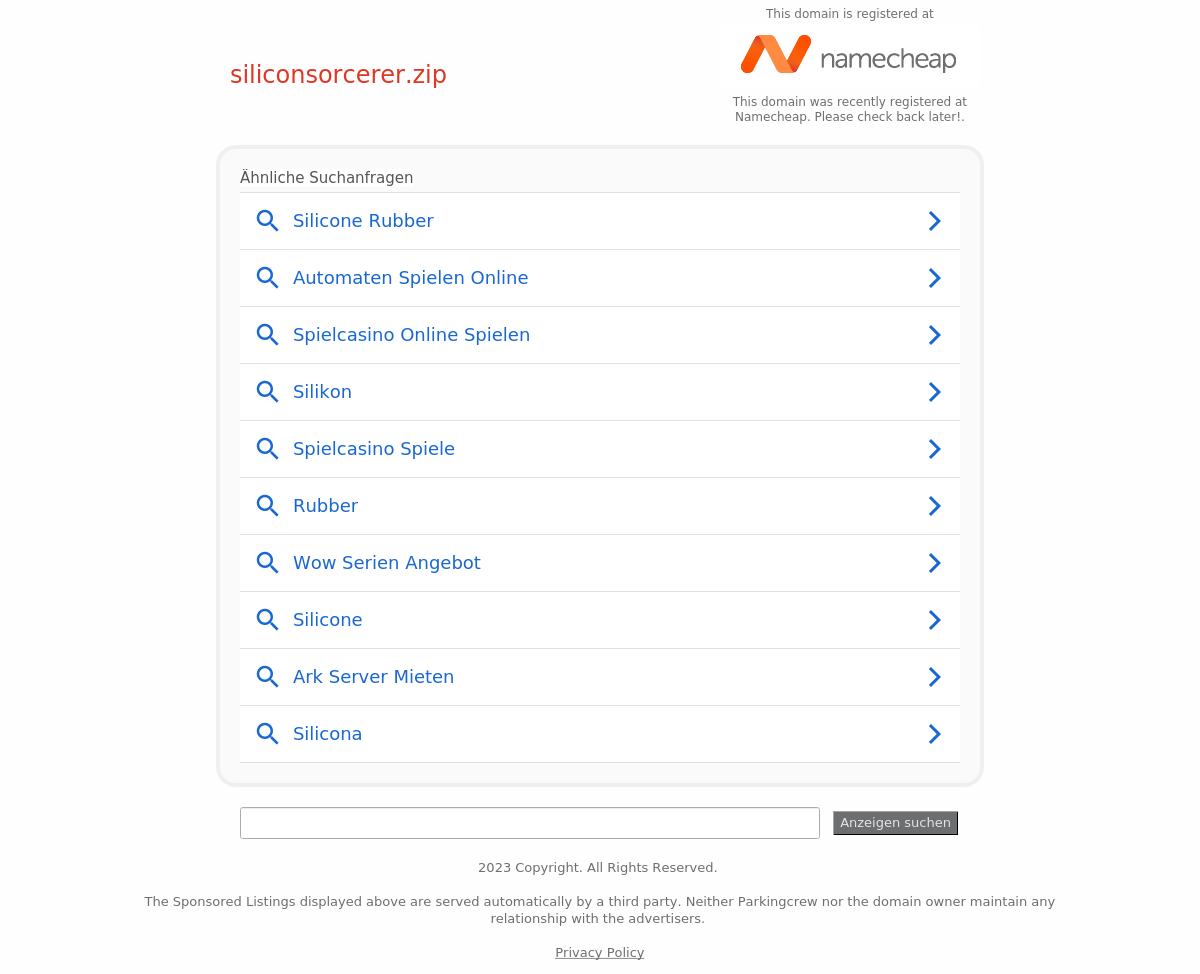 This domain is registered at
namecheap
siliconsorcerer.zip
This domain was recently registered at
Namecheap. Please check back later!.
Ähnliche Suchanfragen
Silicone Rubber
Automaten Spielen Online
Spielcasino Online Spielen
Silikon
Spielcasino Spiele
Rubber
Wow Serien Angebot
Silicone
Ark Server Mieten
Silicona
Anzeigen suchen
2023 Copyright. All Rights Reserved.
The Sponsored Listings displayed above are served automatically by a third party. Neither Parkingcrew nor the domain owner maintain any
relationship with the advertisers.
Privacy Policy